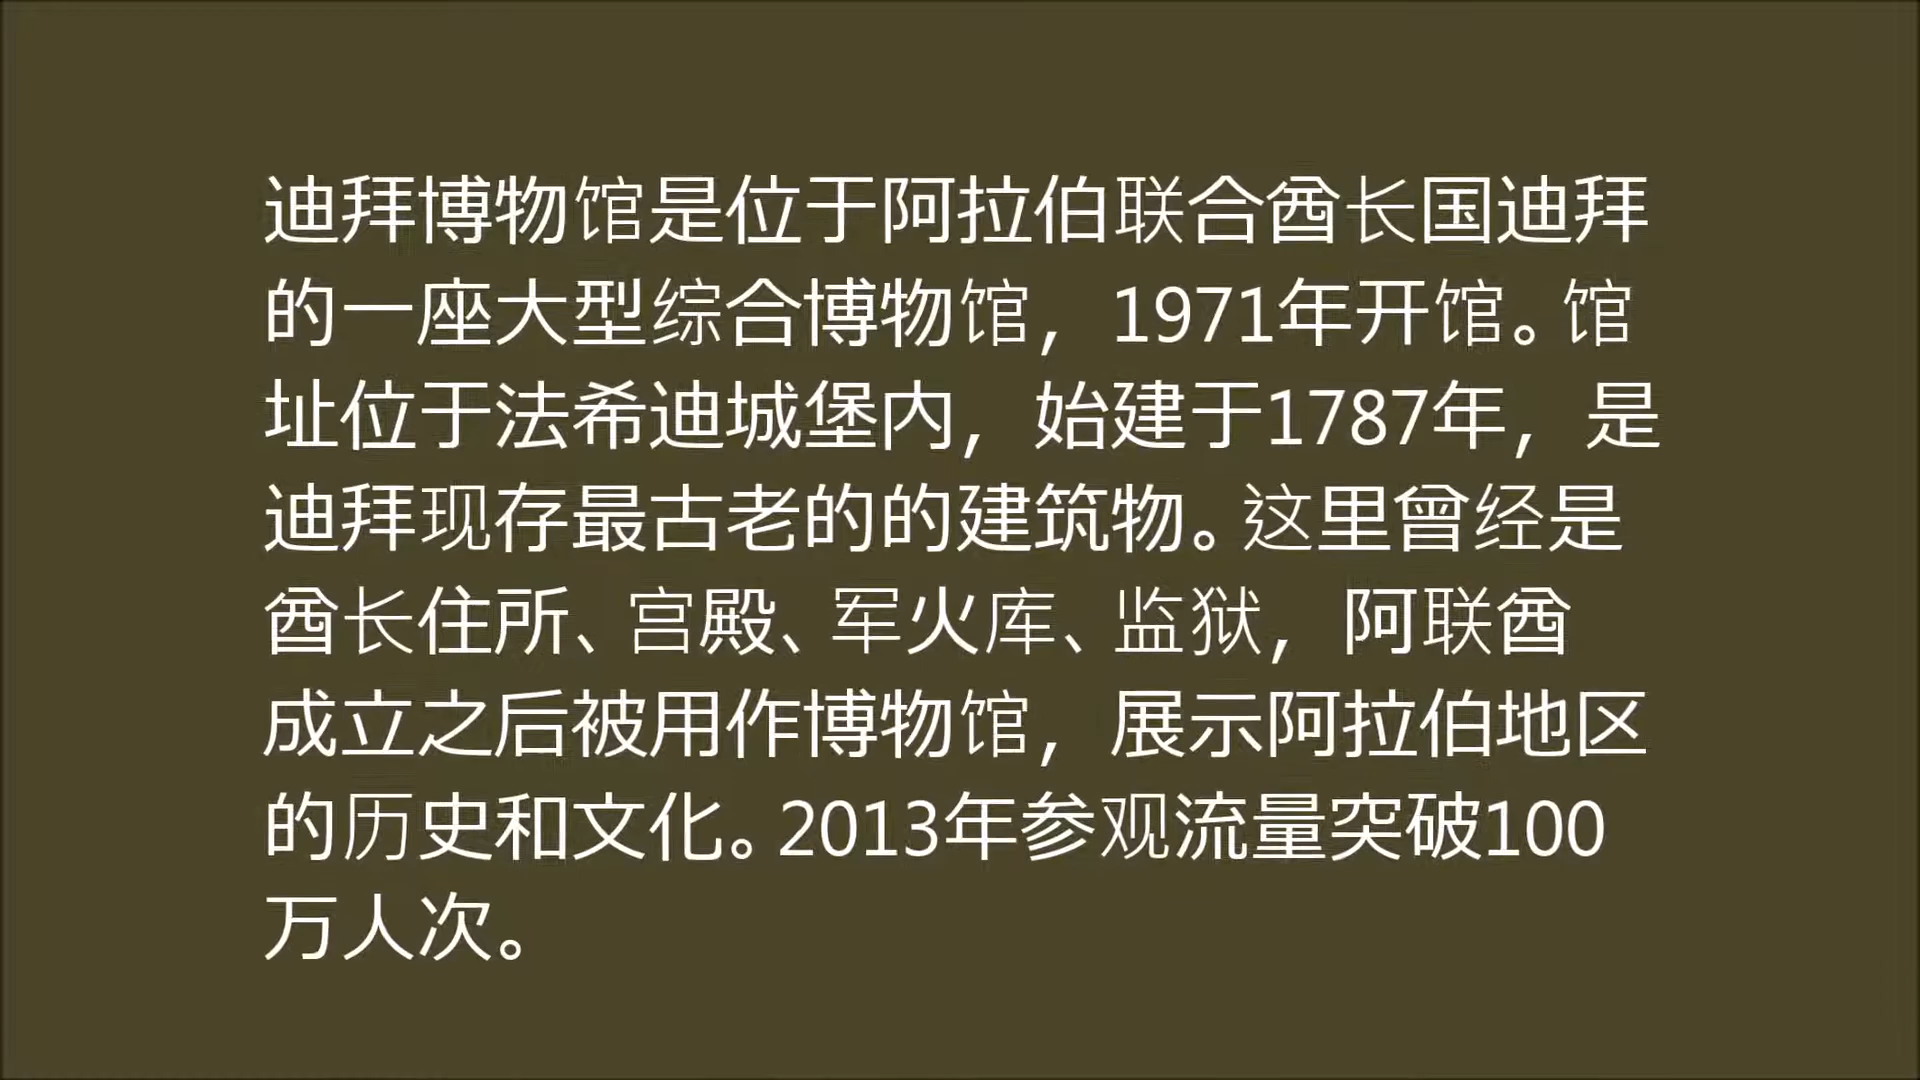 迪拜博物馆是位于阿拉伯联合酋长国迪拜
的一座大型综合博物馆，1971年开馆。馆
址位于法希迪城堡内，始建于1787年，是
迪拜现存最古老的的建筑物。这里曾经是
酋长住所、宫殿、军火库、监狱，阿联酋
成立之后被用作博物馆，展示阿拉伯地区
的历史和文化。2013年参观流量突破100
万人次。